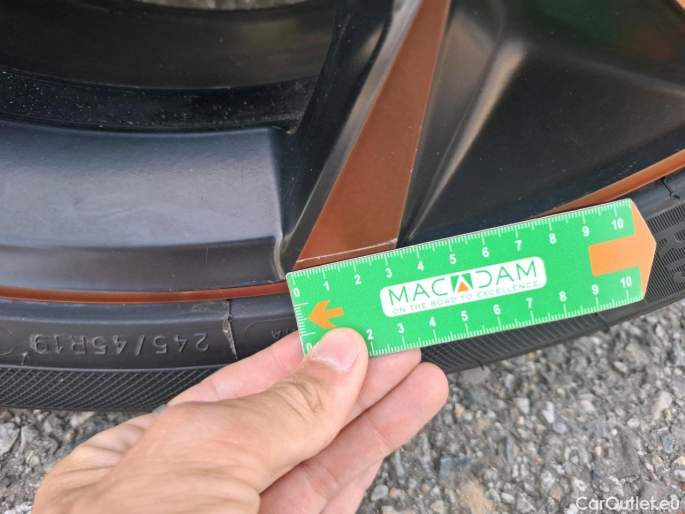 0 1 2 3 4 5 6 7 8 9 10
MACADAM
ON THE ROAD TO EXCELLENCE
0 2 3 4 5 6 7 8 9 10
245/45R19
CarOutlet.eu